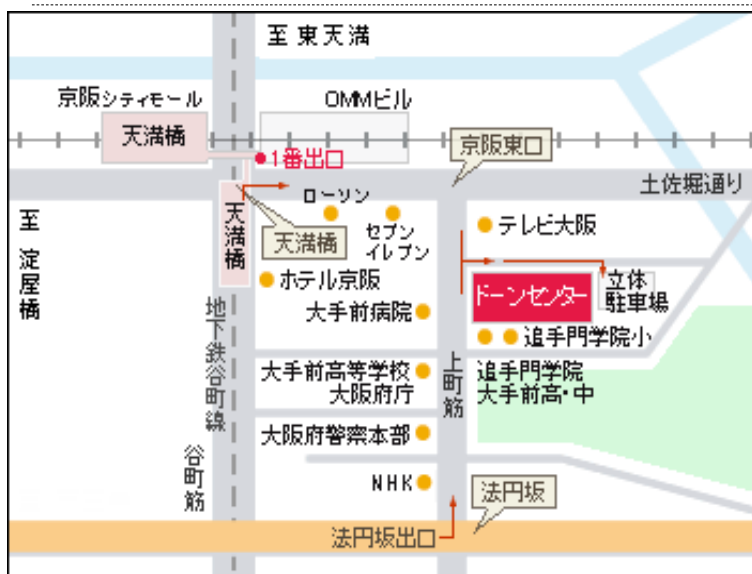 至 東天満
京阪シティモール
OMMビル
天満橋
1番出口
京阪東口
土佐堀通り
ローソン
至 淀屋橋
天満橋
天満橋
セブン
イレブン
テレビ大阪
ホテル京阪
ドーンセンター
立体
駐車場
大手前病院
追手門学院小
地下鉄谷町線
大手前高等学校
大阪府庁
上町筋
追手門学院
大手前高・中
大阪府警察本部
谷町筋
NHK
法円坂
法円坂出口